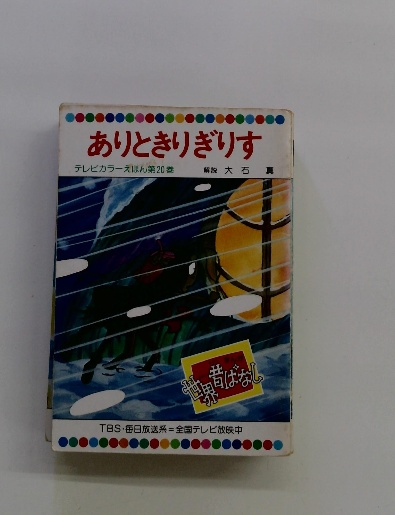 ありときりぎりす
テレビカラーえほん第20巻 解説 大石 真
世界昔ばなし
TBS・毎日放送系=全国テレビ放映中